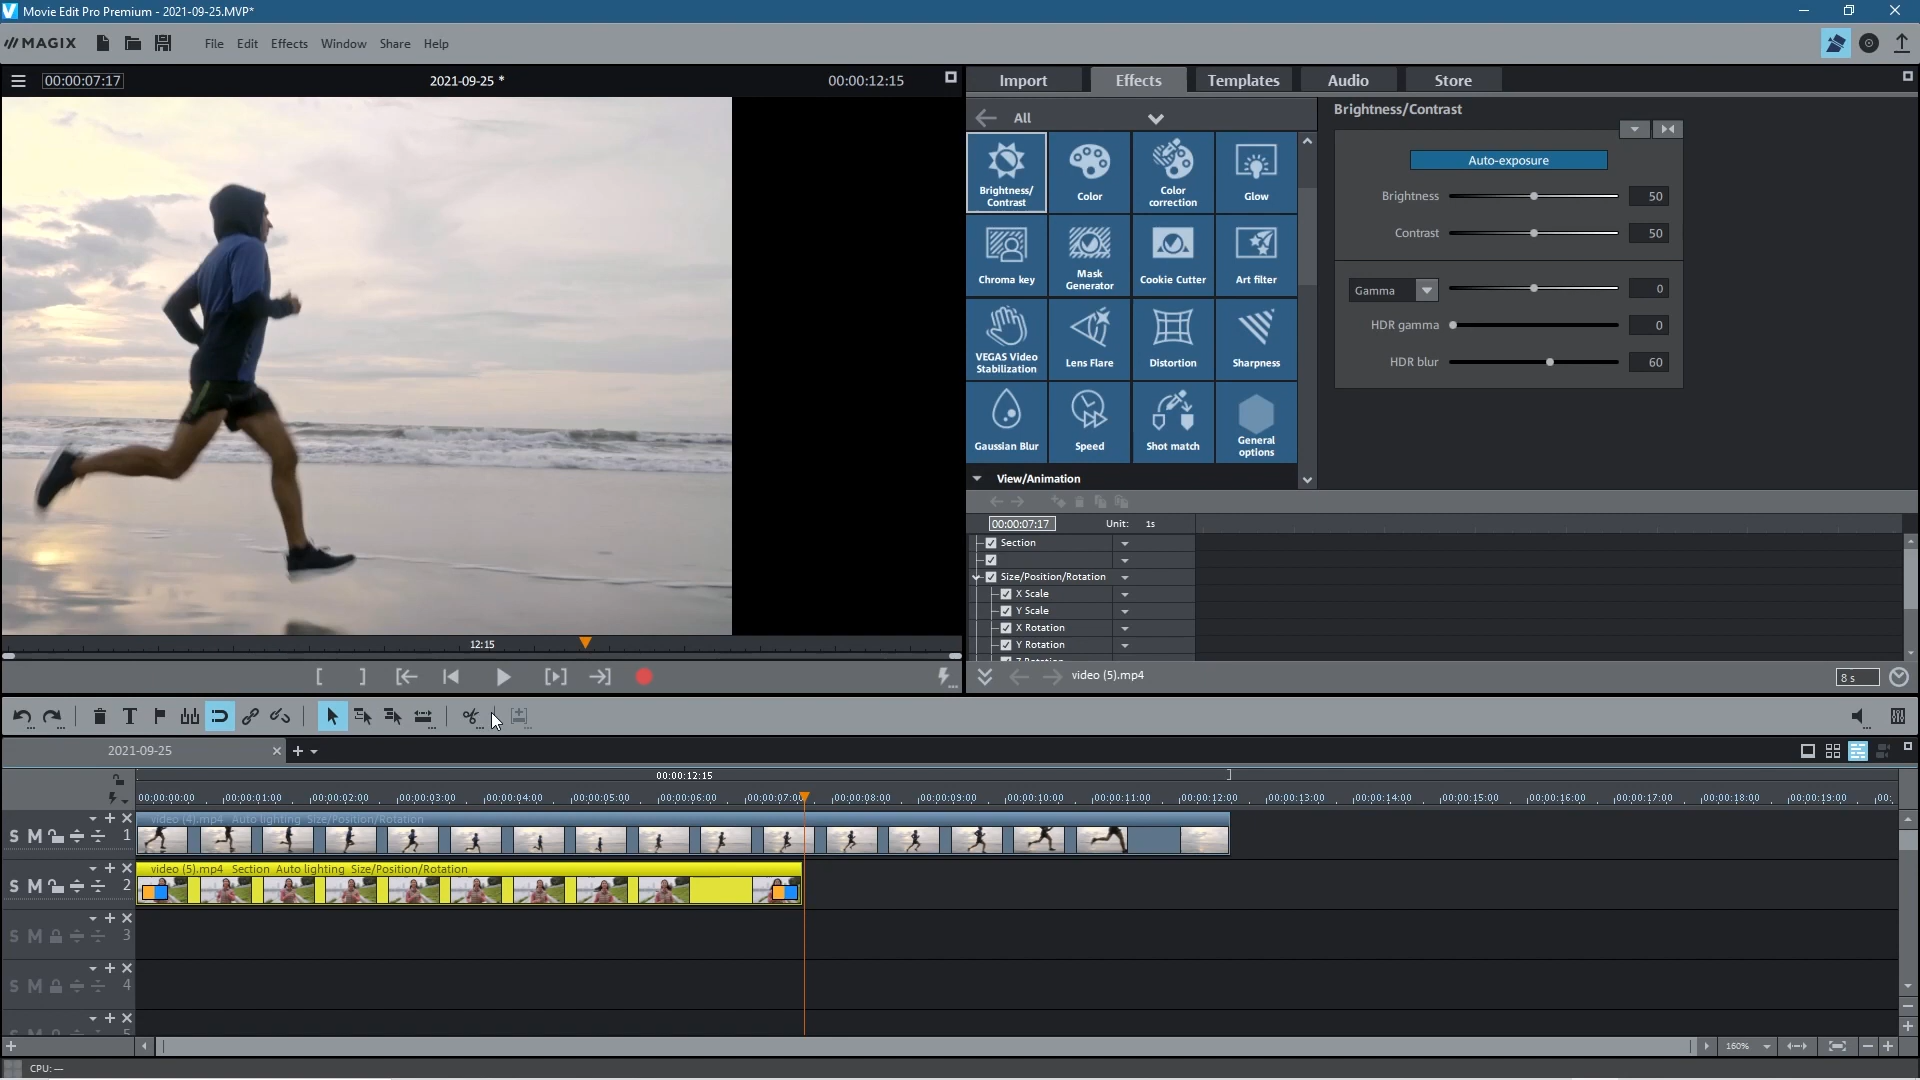 Movie Edit Pro Premium - 2021-09-25.MVP*
MAGIX File Edit Effects Window Share Help
00:00:07:17 2021-09-25 * 00:00:12:15
Import Effects Templates Audio Store
All
Brightness/Contrast
Auto-exposure
Brightness 50
Contrast 50
Gamma 0
HDR gamma 0
HDR blur 60
Brightness/
Contrast
Color
Color
correction
Glow
Chroma key
Mask
Generator
Cookie Cutter
Art filter
VEGAS Video
Stabilization
Lens Flare
Distortion
Sharpness
Gaussian Blur
Speed
Shot match
General
options
View/Animation
00:00:07:17 Unit: 1s
Section
Size/Position/Rotation
X Scale
Y Scale
X Rotation
Y Rotation
Z Rotation
12:15
video (5).mp4 8 s
2021-09-25
00:00:12:15
00:00:00:00 00:00:01:00 00:00:02:00 00:00:03:00 00:00:04:00 00:00:05:00 00:00:06:00 00:00:07:00 00:00:08:00 00:00:09:00 00:00:10:00 00:00:11:00 00:00:12:00 00:00:13:00 00:00:14:00 00:00:15:00 00:00:16:00 00:00:17:00 00:00:18:00 00:00:19:00 00:
video (4).mp4 Auto lighting Size/Position/Rotation
S M 1
video (5).mp4 Section Auto lighting Size/Position/Rotation
S M 2
S M 3
S M 4
S M 5
160%
CPU: —